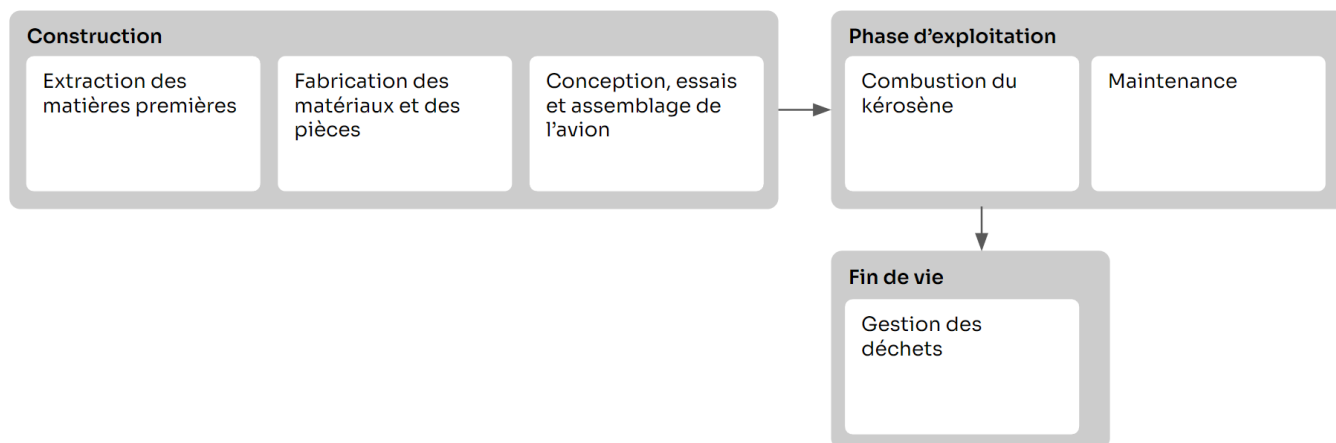 Construction
Extraction des
matières premières
Fabrication des
matériaux et des
pièces
Conception, essais
et assemblage de
l’avion
Phase d’exploitation
Combustion du
kérosène
Maintenance
Fin de vie
Gestion des
déchets